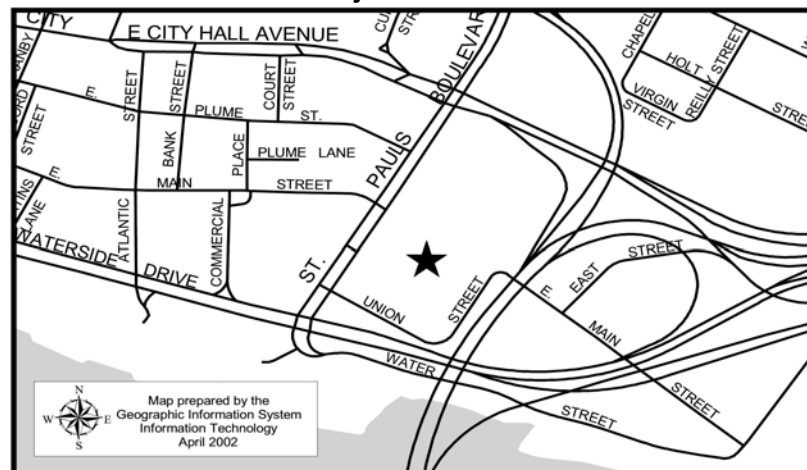 CITY
E CITY HALL AVENUE
STREET
BOULEVARD
CHAPEL
HOLT
STREET
VIRGIN
STREET
REILLY STREET
E.
PLUME
ST.
STREET
STREET
COURT
STREET
BANK
PLACE
PLUME LANE
E.
MAIN
STREET
PAULS
ST.
ATLANTIC
COMMERCIAL
LANE
WATERSIDE
E.
DRIVE
UNION
STREET
E.
MAIN
STREET
EAST
STREET
WATER
STREET
N
W
E
S
Map prepared by the
Geographic Information System
Information Technology
April 2002